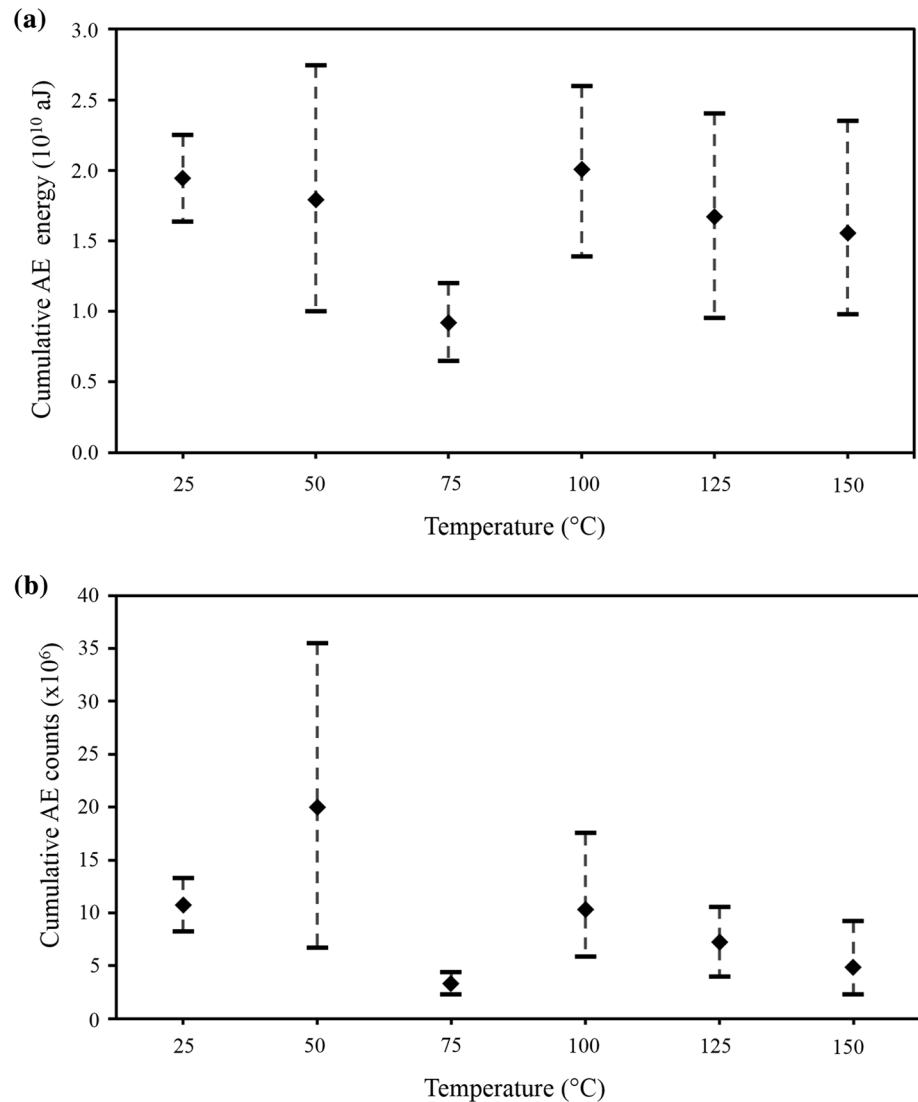 (a)
Cumulative AE energy (10¹⁰ aJ)
3.0
2.5
2.0
1.5
1.0
0.5
0.0
25 50 75 100 125 150
Temperature (°C)
(b)
Cumulative AE counts (x10⁶)
40
35
30
25
20
15
10
5
0
25 50 75 100 125 150
Temperature (°C)